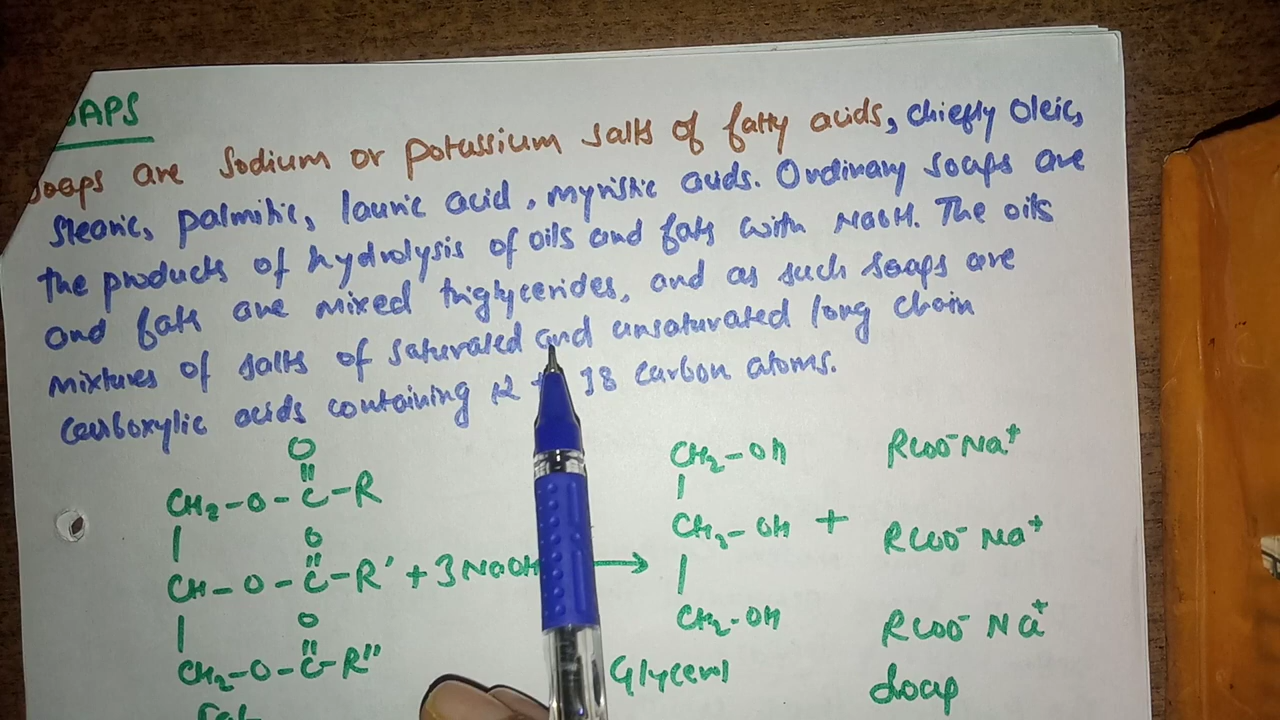 OAPS
Soaps are Sodium or potassium salts of fatty acids, chiefly Oleic,
Stearic, palmitic, lauric acid, myristic acids. Ordinary soaps are
the products of hydrolysis of oils and fats with NaOH. The oils
and fats are mixed triglycerides, and as such soaps are
mixtures of salts of saturated and unsaturated long chain
carboxylic acids containing 12 18 carbon atoms.
O
CH2-O-C-R
O
CH-O-C-R' + 3NaOH →
O
CH2-O-C-R"
Fat
CH2-OH
CH2-OH +
CH2-OH
Glycerol
RCOO-Na+
RCOO- Na+
RCOO- Na+
Soap